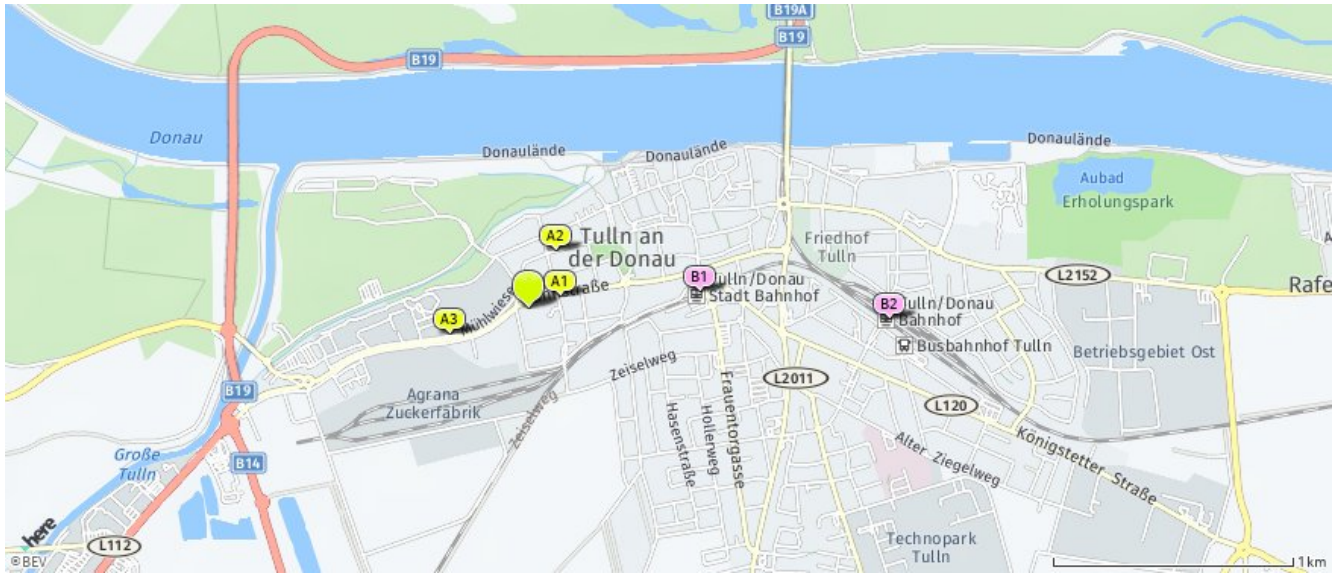 B19A
B19
B19
Donau
Donaulände
Donaulände
Donaulände
Aubad
Erholungspark
A2
Tulln an
der Donau
Friedhof
Tulln
L2152
Rafe
A1
B1
Tulln/Donau
Stadt Bahnhof
B2
Tulln/Donau
Bahnhof
Busbahnhof Tulln
A3
Mühlwiese
straße
Zeiselweg
Betriebsgebiet Ost
B19
Agrana
Zuckerfabrik
Zeiselweg
L2011
L120
Frauentorgasse
Hasenstraße
Hollerweg
Alter Ziegelweg
Königstetter Straße
Große
Tulln
B14
Technopark
Tulln
L112
here
©BEV
1km